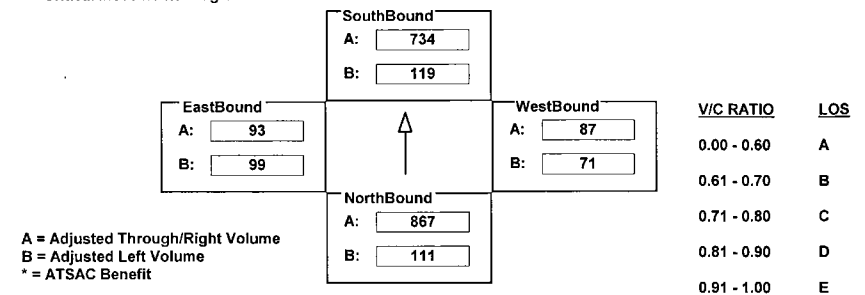 SouthBound
A: 734
B: 119
EastBound
A: 93
B: 99
WestBound
A: 87
B: 71
NorthBound
A: 867
B: 111
A = Adjusted Through/Right Volume
B = Adjusted Left Volume
* = ATSAC Benefit
V/C RATIO LOS
0.00 - 0.60 A
0.61 - 0.70 B
0.71 - 0.80 C
0.81 - 0.90 D
0.91 - 1.00 E